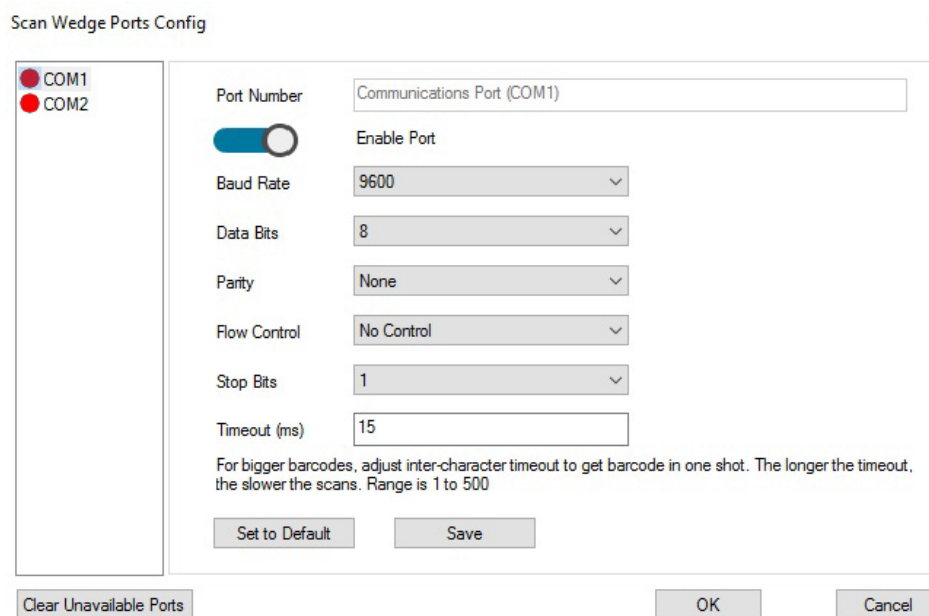 Scan Wedge Ports Config
COM1
COM2
Port Number
Communications Port (COM1)
Enable Port
Baud Rate
9600
Data Bits
8
Parity
None
Flow Control
No Control
Stop Bits
1
Timeout (ms)
15
For bigger barcodes, adjust inter-character timeout to get barcode in one shot. The longer the timeout,
the slower the scans. Range is 1 to 500
Set to Default
Save
Clear Unavailable Ports
OK
Cancel